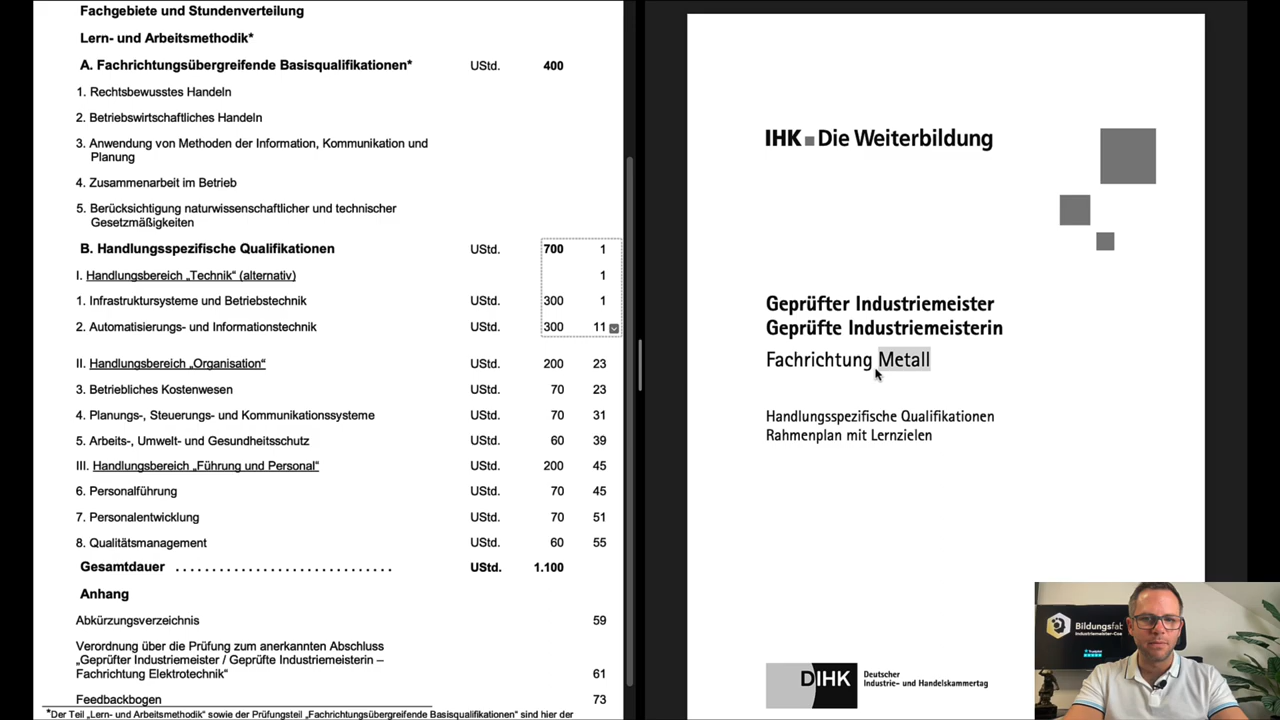 Fachgebiete und Stundenverteilung
Lern- und Arbeitsmethodik*
A. Fachrichtungsübergreifende Basisqualifikationen* UStd. 400
1. Rechtsbewusstes Handeln
2. Betriebswirtschaftliches Handeln
3. Anwendung von Methoden der Information, Kommunikation und
Planung
4. Zusammenarbeit im Betrieb
5. Berücksichtigung naturwissenschaftlicher und technischer
Gesetzmäßigkeiten
B. Handlungsspezifische Qualifikationen UStd. 700 1
I. Handlungsbereich „Technik“ (alternativ) 1
1. Infrastruktursysteme und Betriebstechnik UStd. 300 1
2. Automatisierungs- und Informationstechnik UStd. 300 11
II. Handlungsbereich „Organisation“ UStd. 200 23
3. Betriebliches Kostenwesen UStd. 70 23
4. Planungs-, Steuerungs- und Kommunikationssysteme UStd. 70 31
5. Arbeits-, Umwelt- und Gesundheitsschutz UStd. 60 39
III. Handlungsbereich „Führung und Personal“ UStd. 200 45
6. Personalführung UStd. 70 45
7. Personalentwicklung UStd. 70 51
8. Qualitätsmanagement UStd. 60 55
Gesamtdauer . . . . . . . . . . . . . . . . . . . . . . . . . . . . . UStd. 1.100
Anhang
Abkürzungsverzeichnis 59
Verordnung über die Prüfung zum anerkannten Abschluss
„Geprüfter Industriemeister / Geprüfte Industriemeisterin –
Fachrichtung Elektrotechnik“ 61
Feedbackbogen 73
*Der Teil „Lern- und Arbeitsmethodik“ sowie der Prüfungsteil „Fachrichtungsübergreifende Basisqualifikationen“ sind hier der
IHK Die Weiterbildung
Geprüfter Industriemeister
Geprüfte Industriemeisterin
Fachrichtung Metall
Handlungsspezifische Qualifikationen
Rahmenplan mit Lernzielen
DIHK Deutscher
Industrie- und Handelskammertag
Bildungsfab
Industriemeister-Coa